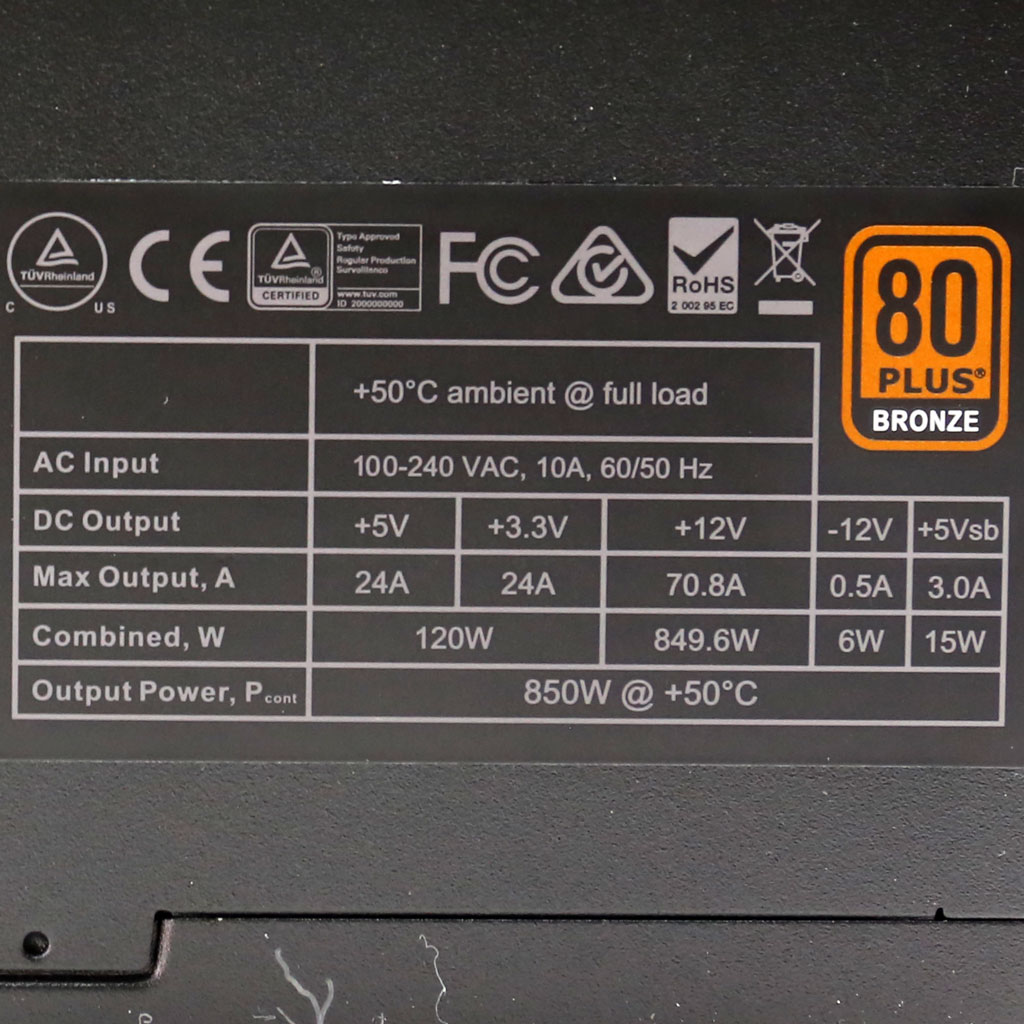 TÜVRheinland
C US
CE
TÜVRheinland®
CERTIFIED
Type Approved
Safety
Regular Production
Surveillance
www.tuv.com
ID 2000000000
FC
RoHS
2 002 95 EC
80
PLUS®
BRONZE
+50°C ambient @ full load
AC Input 100-240 VAC, 10A, 60/50 Hz
DC Output +5V +3.3V +12V -12V +5Vsb
Max Output, A 24A 24A 70.8A 0.5A 3.0A
Combined, W 120W 849.6W 6W 15W
Output Power, Pcont 850W @ +50°C